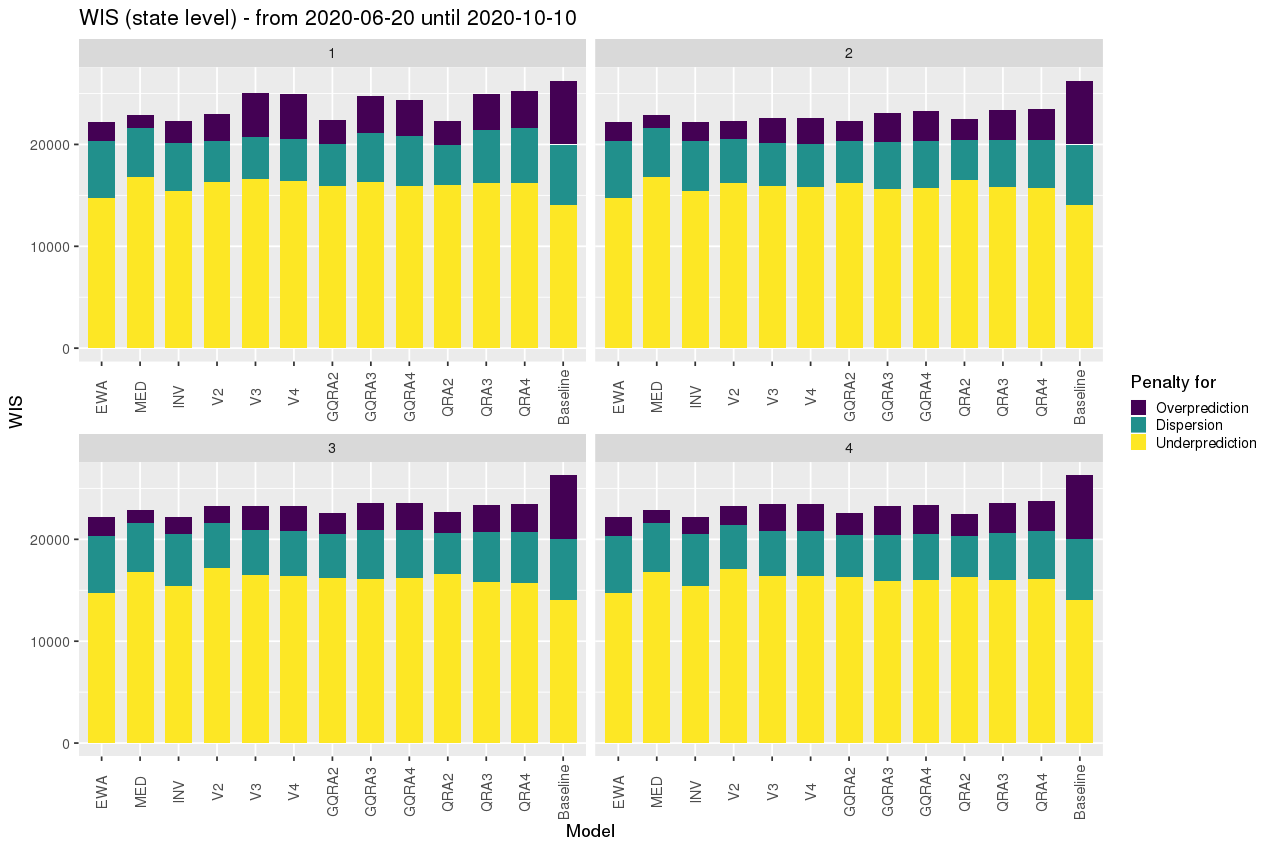 WIS (state level) - from 2020-06-20 until 2020-10-10
1
2
20000
10000
0
EWA MED INV V2 V3 V4 GQRA2 GQRA3 GQRA4 QRA2 QRA3 QRA4 Baseline
EWA MED INV V2 V3 V4 GQRA2 GQRA3 GQRA4 QRA2 QRA3 QRA4 Baseline
WIS
3
4
20000
10000
0
EWA MED INV V2 V3 V4 GQRA2 GQRA3 GQRA4 QRA2 QRA3 QRA4 Baseline
EWA MED INV V2 V3 V4 GQRA2 GQRA3 GQRA4 QRA2 QRA3 QRA4 Baseline
Model
Penalty for
Overprediction
Dispersion
Underprediction